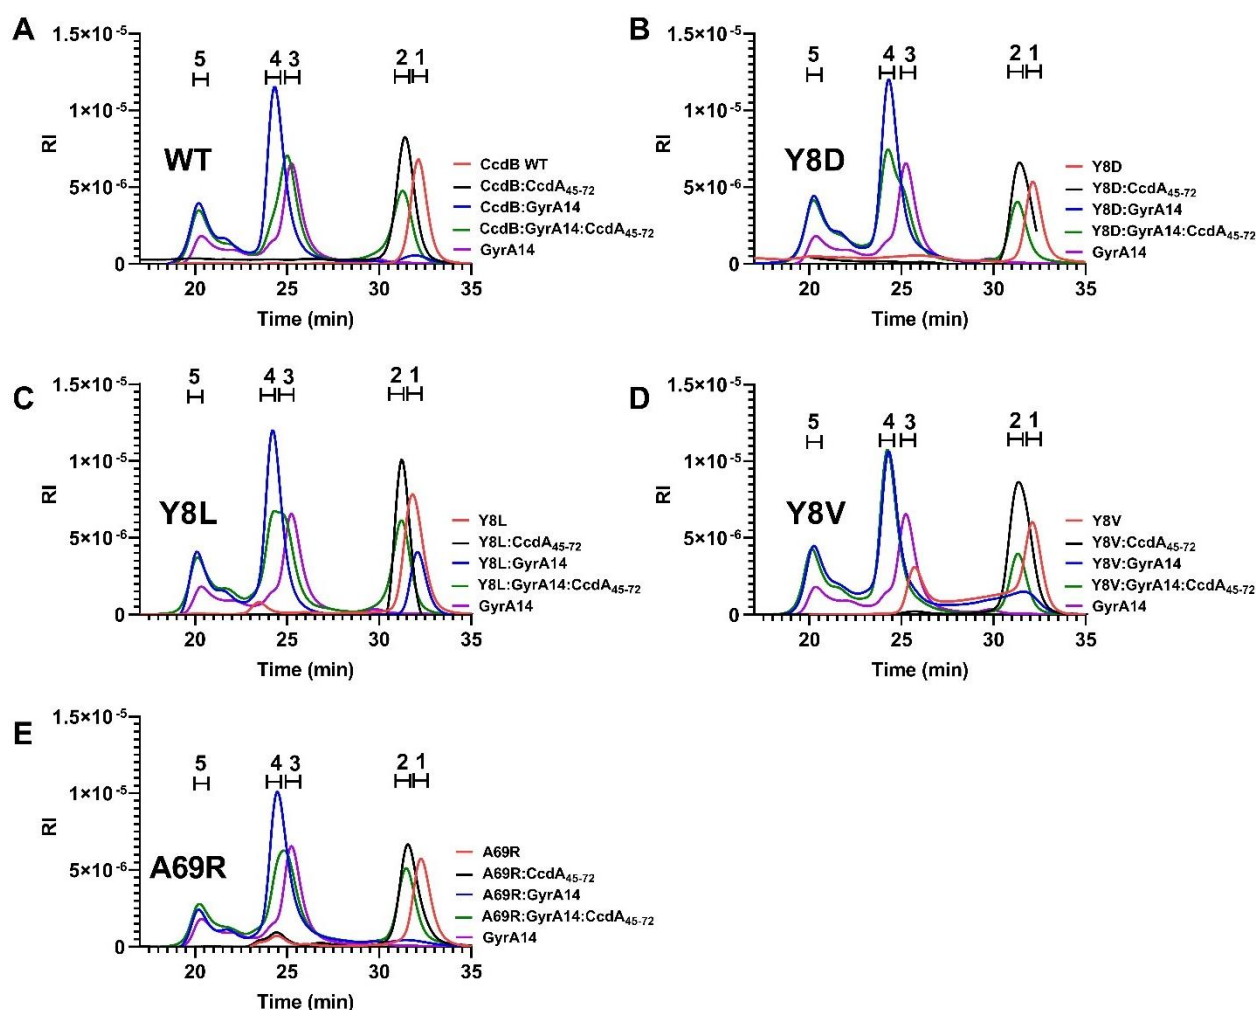 A
1.5×10⁻⁵
1×10⁻⁵
5×10⁻⁶
0
RI
5 4 3 2 1
WT
CcdB WT
CcdB:CcdA₄₅₋₇₂
CcdB:GyrA14
CcdB:GyrA14:CcdA₄₅₋₇₂
GyrA14
20 25 30 35
Time (min)
B
1.5×10⁻⁵
1×10⁻⁵
5×10⁻⁶
0
RI
5 4 3 2 1
Y8D
Y8D
Y8D:CcdA₄₅₋₇₂
Y8D:GyrA14
Y8D:GyrA14:CcdA₄₅₋₇₂
GyrA14
20 25 30 35
Time (min)
C
1.5×10⁻⁵
1×10⁻⁵
5×10⁻⁶
0
RI
5 4 3 2 1
Y8L
Y8L
Y8L:CcdA₄₅₋₇₂
Y8L:GyrA14
Y8L:GyrA14:CcdA₄₅₋₇₂
GyrA14
20 25 30 35
Time (min)
D
1.5×10⁻⁵
1×10⁻⁵
5×10⁻⁶
0
RI
5 4 3 2 1
Y8V
Y8V
Y8V:CcdA₄₅₋₇₂
Y8V:GyrA14
Y8V:GyrA14:CcdA₄₅₋₇₂
GyrA14
20 25 30 35
Time (min)
E
1.5×10⁻⁵
1×10⁻⁵
5×10⁻⁶
0
RI
5 4 3 2 1
A69R
A69R
A69R:CcdA₄₅₋₇₂
A69R:GyrA14
A69R:GyrA14:CcdA₄₅₋₇₂
GyrA14
20 25 30 35
Time (min)